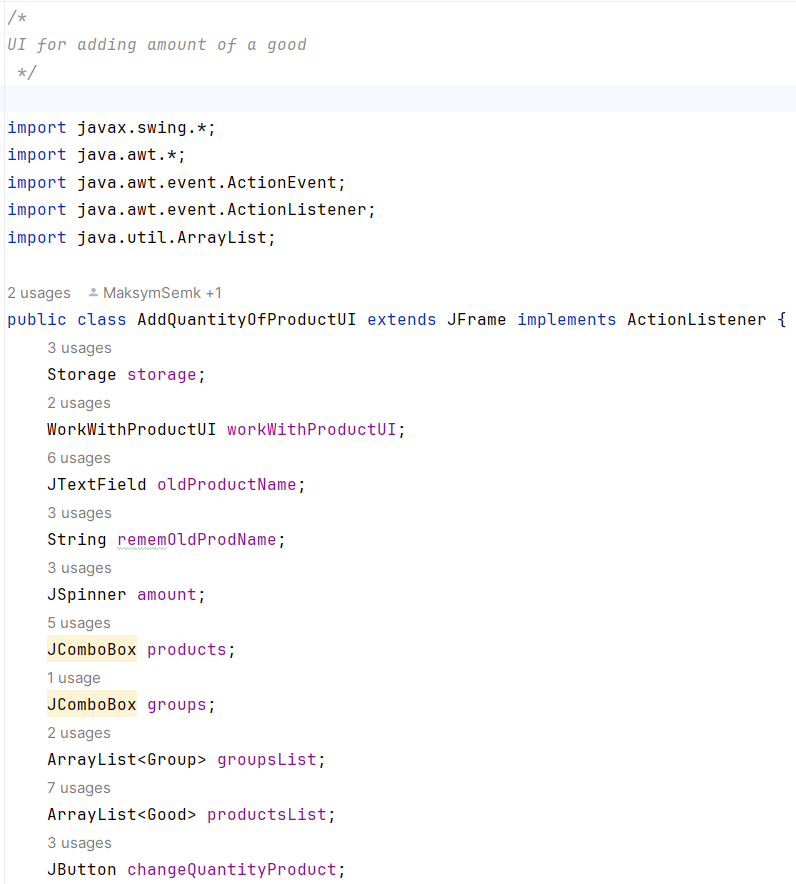 /*
UI for adding amount of a good
*/
import javax.swing.*;
import java.awt.*;
import java.awt.event.ActionEvent;
import java.awt.event.ActionListener;
import java.util.ArrayList;
2 usages MaksymSemk +1
public class AddQuantityOfProductUI extends JFrame implements ActionListener {
3 usages
Storage storage;
2 usages
WorkWithProductUI workWithProductUI;
6 usages
JTextField oldProductName;
3 usages
String rememOldProdName;
3 usages
JSpinner amount;
5 usages
JComboBox products;
1 usage
JComboBox groups;
2 usages
ArrayList<Group> groupsList;
7 usages
ArrayList<Good> productsList;
3 usages
JButton changeQuantityProduct;